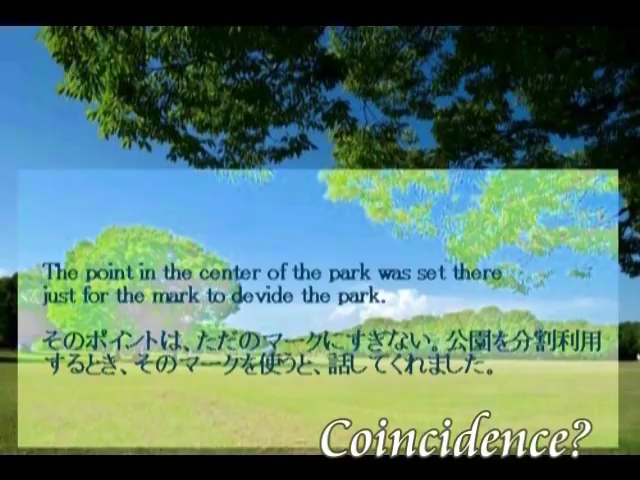 The point in the center of the park was set there
just for the mark to devide the park.
そのポイントは、ただのマークにすぎない。公園を分割利用
するとき、そのマークを使うと、話してくれました。
Coincidence?